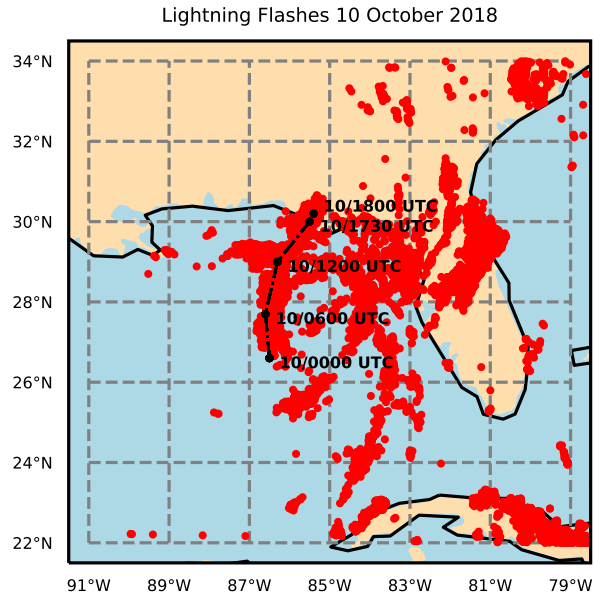 Lightning Flashes 10 October 2018
34°N
32°N
30°N
28°N
26°N
24°N
22°N
10/1800 UTC
10/1730 UTC
10/1200 UTC
10/0600 UTC
10/0000 UTC
91°W 89°W 87°W 85°W 83°W 81°W 79°W